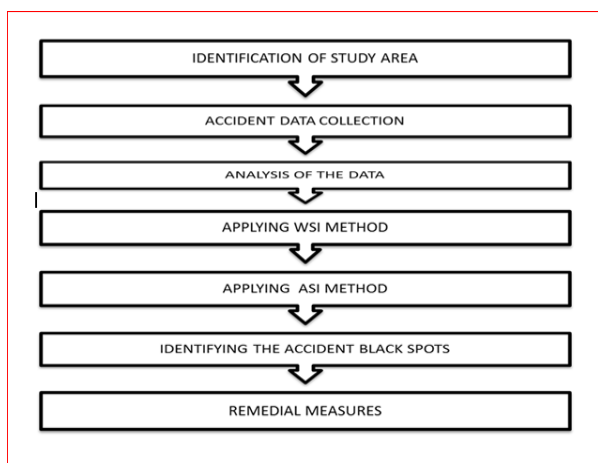 IDENTIFICATION OF STUDY AREA
ACCIDENT DATA COLLECTION
ANALYSIS OF THE DATA
APPLYING WSI METHOD
APPLYING ASI METHOD
IDENTIFYING THE ACCIDENT BLACK SPOTS
REMEDIAL MEASURES